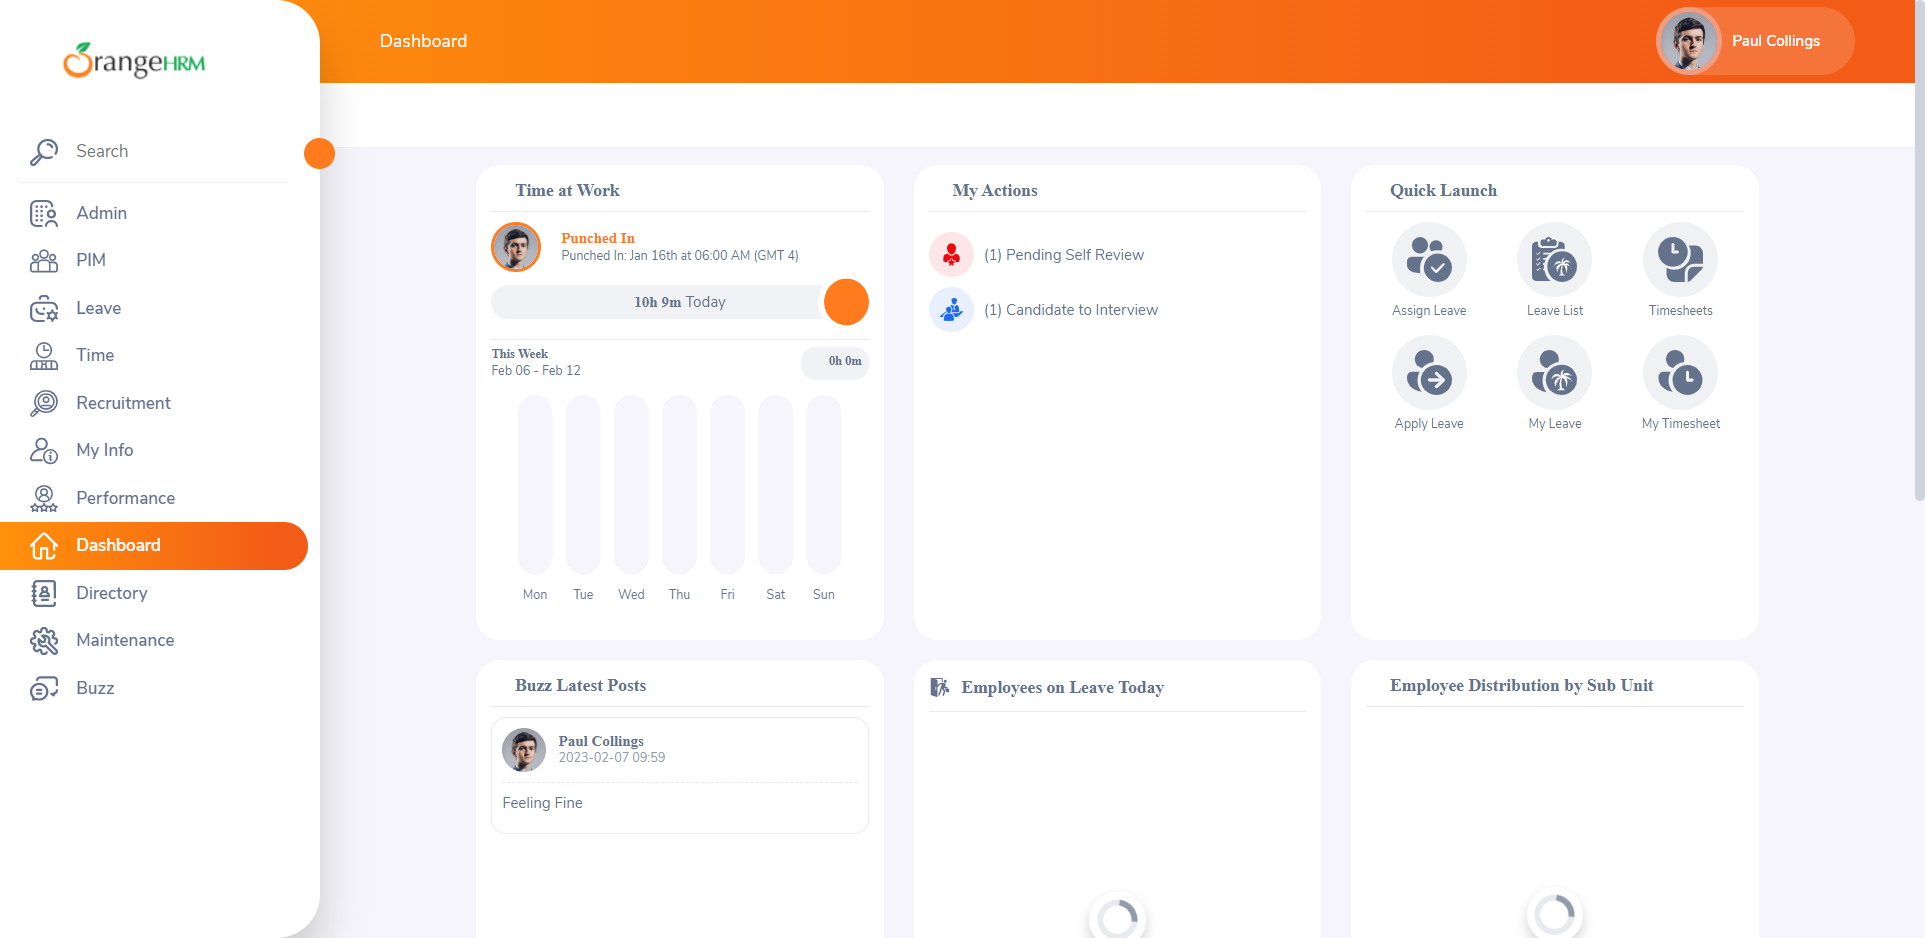 OrangeHRM
Search
Admin
PIM
Leave
Time
Recruitment
My Info
Performance
Dashboard
Directory
Maintenance
Buzz
Dashboard
Paul Collings
Time at Work
Punched In
Punched In: Jan 16th at 06:00 AM (GMT 4)
10h 9m Today
This Week
Feb 06 - Feb 12
0h 0m
Mon Tue Wed Thu Fri Sat Sun
My Actions
(1) Pending Self Review
(1) Candidate to Interview
Quick Launch
Assign Leave Leave List Timesheets
Apply Leave My Leave My Timesheet
Buzz Latest Posts
Paul Collings
2023-02-07 09:59
Feeling Fine
Employees on Leave Today
Employee Distribution by Sub Unit